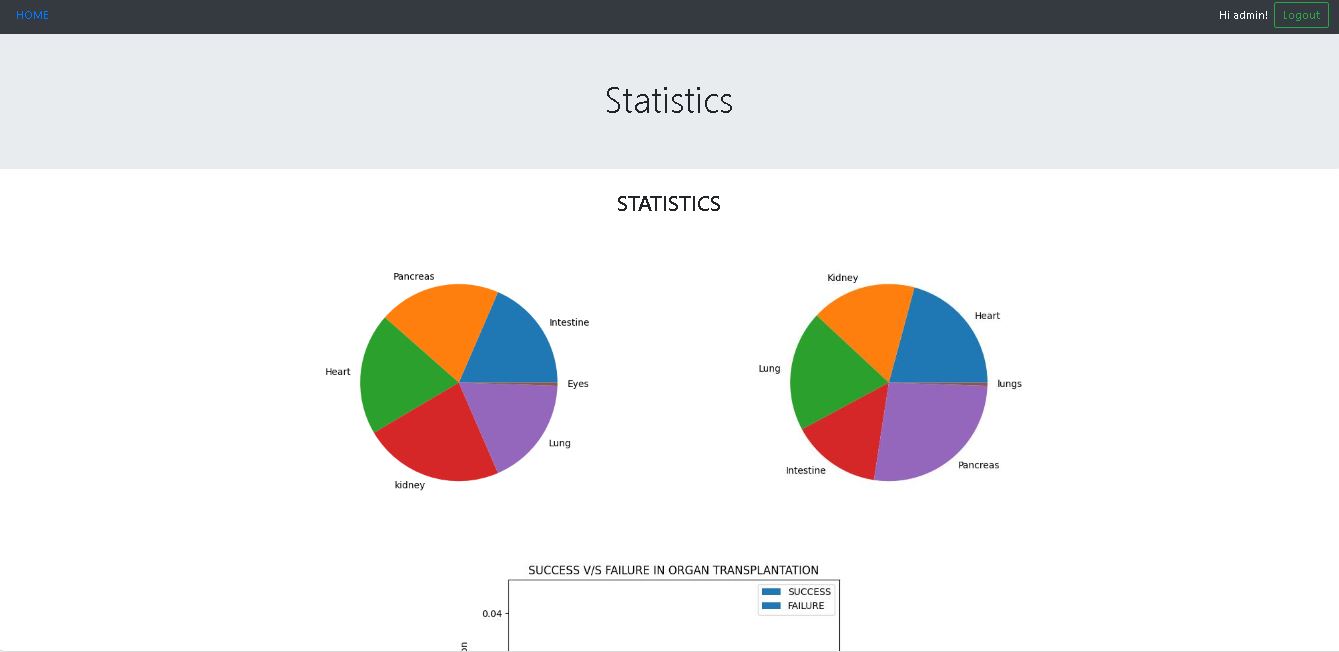 HOME
Hi admin! Logout
Statistics
STATISTICS
Pancreas
Intestine
Heart
Eyes
Lung
kidney
Kidney
Heart
Lung
lungs
Intestine
Pancreas
SUCCESS V/S FAILURE IN ORGAN TRANSPLANTATION
SUCCESS
FAILURE
0.04